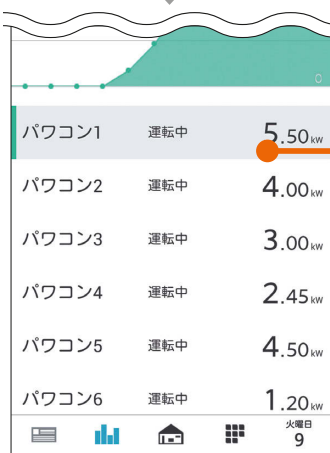 0
パワコン1 運転中 5.50kw
パワコン2 運転中 4.00kw
パワコン3 運転中 3.00kw
パワコン4 運転中 2.45kw
パワコン5 運転中 4.50kw
パワコン6 運転中 1.20kw
火曜日
9